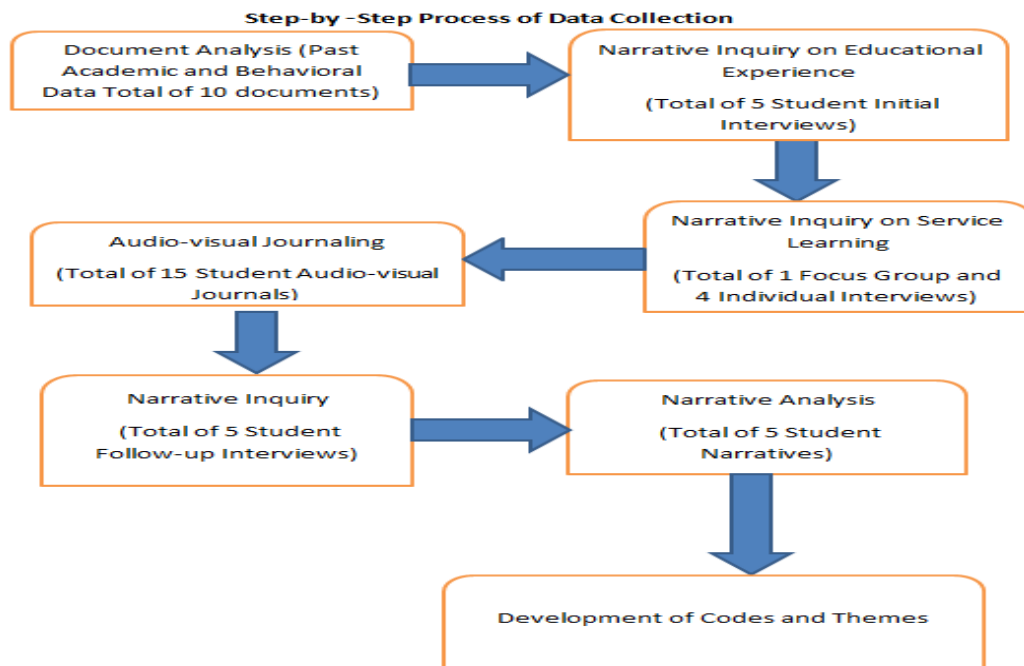 Step-by -Step Process of Data Collection
Document Analysis (Past
Academic and Behavioral
Data Total of 10 documents)
Narrative Inquiry on Educational
Experience
(Total of 5 Student Initial
Interviews)
Narrative Inquiry on Service
Learning
(Total of 1 Focus Group and
4 Individual Interviews)
Audio-visual Journaling
(Total of 15 Student Audio-visual
Journals)
Narrative Inquiry
(Total of 5 Student
Follow-up Interviews)
Narrative Analysis
(Total of 5 Student
Narratives)
Development of Codes and Themes